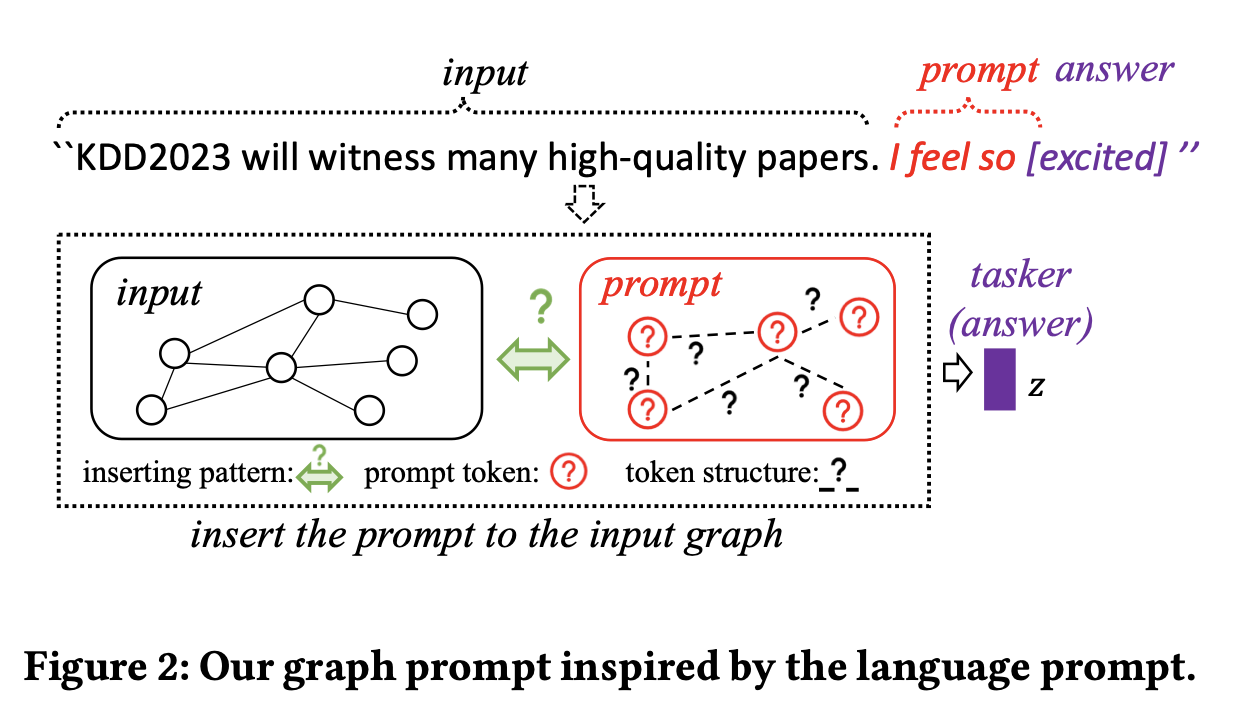 input
prompt answer
``KDD2023 will witness many high-quality papers. I feel so [excited] ’’
input
?
prompt
?
?
?
?
?
?
?
?
?
?
?
tasker
(answer)
z
inserting pattern: ? prompt token: ? token structure:_?_
insert the prompt to the input graph
Figure 2: Our graph prompt inspired by the language prompt.